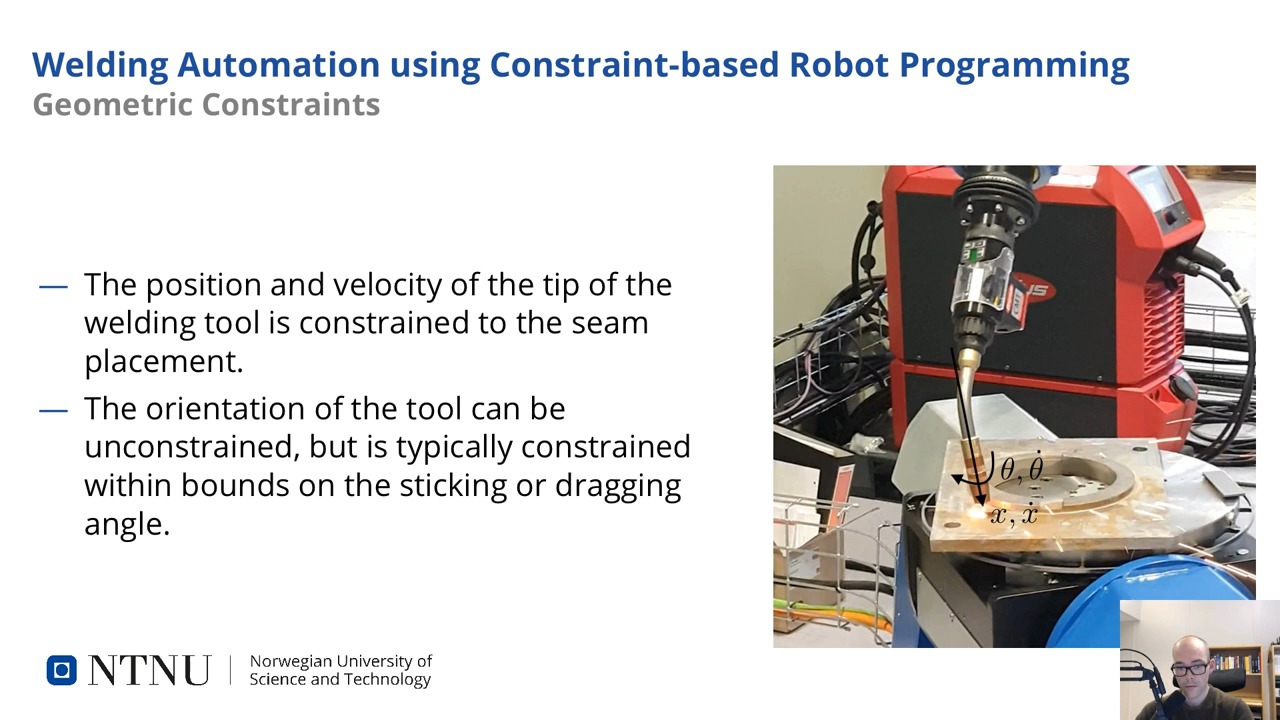 Welding Automation using Constraint-based Robot Programming
Geometric Constraints
— The position and velocity of the tip of the
welding tool is constrained to the seam
placement.
— The orientation of the tool can be
unconstrained, but is typically constrained
within bounds on the sticking or dragging
angle.
CMT
θ, θ̇
x, ẋ
NTNU
Norwegian University of
Science and Technology